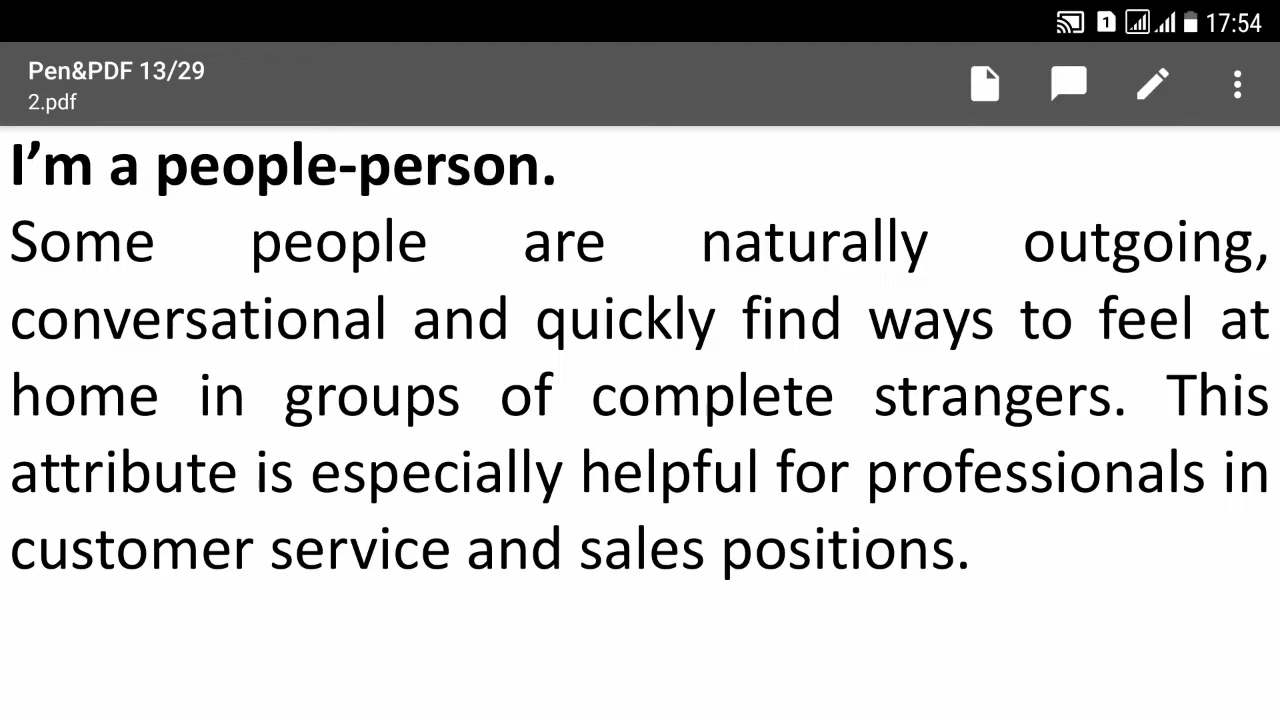 1 17:54
Pen&PDF 13/29
2.pdf
I’m a people-person.
Some people are naturally outgoing,
conversational and quickly find ways to feel at
home in groups of complete strangers. This
attribute is especially helpful for professionals in
customer service and sales positions.